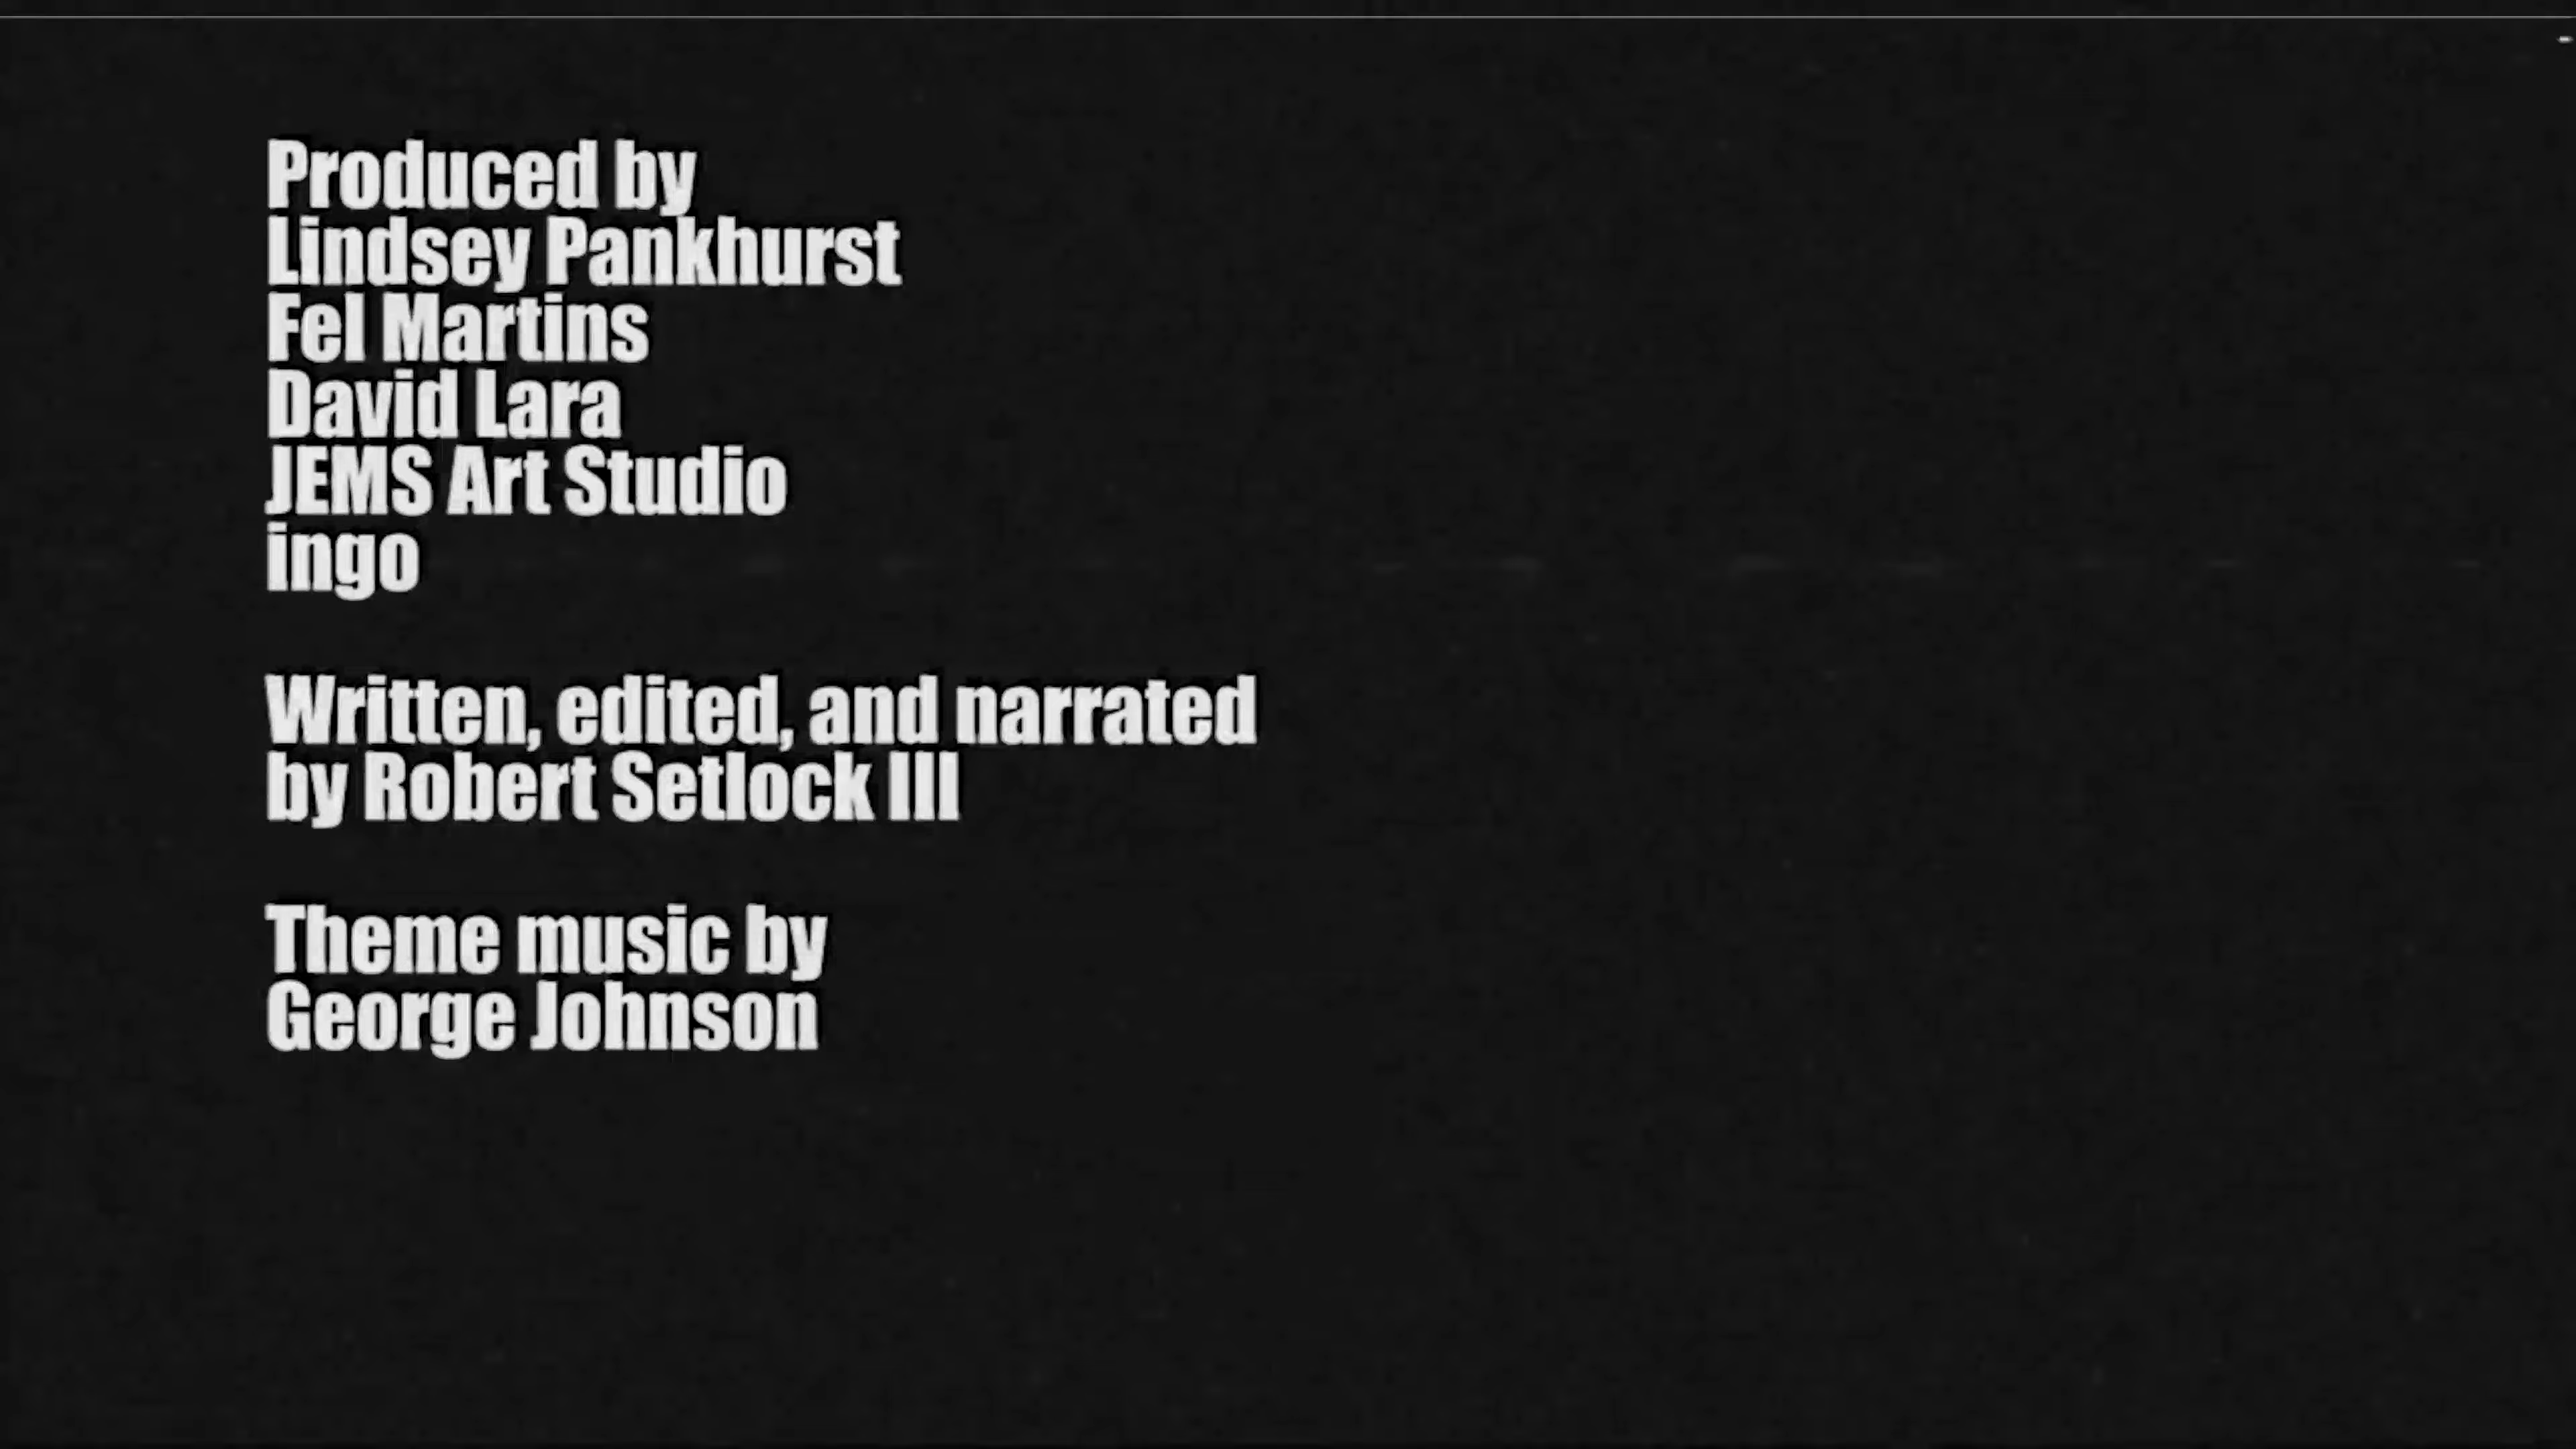 Produced by
Lindsey Pankhurst
Fel Martins
David Lara
JEMS Art Studio
ingo
Written, edited, and narrated
by Robert Setlock III
Theme music by
George Johnson